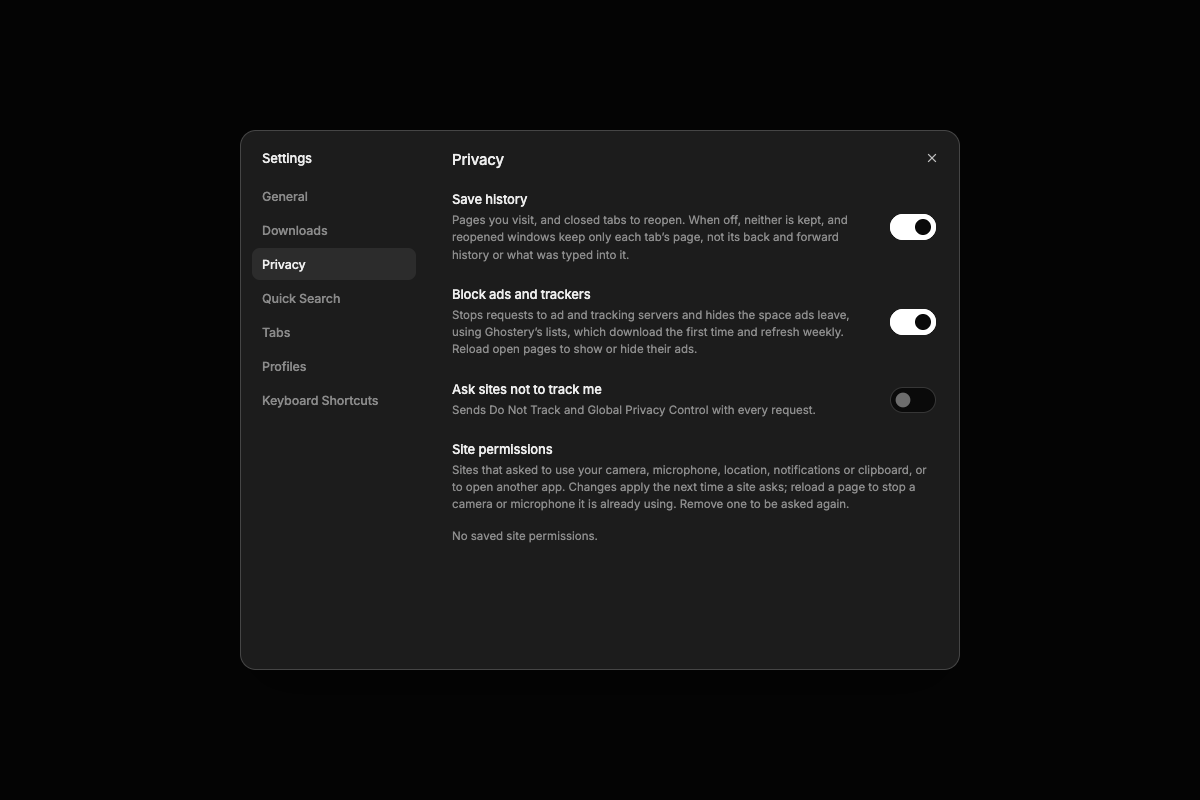 Settings
General
Downloads
Privacy
Quick Search
Tabs
Profiles
Keyboard Shortcuts
Privacy
Save history
Pages you visit, and closed tabs to reopen. When off, neither is kept, and
reopened windows keep only each tab’s page, not its back and forward
history or what was typed into it.
Block ads and trackers
Stops requests to ad and tracking servers and hides the space ads leave,
using Ghostery’s lists, which download the first time and refresh weekly.
Reload open pages to show or hide their ads.
Ask sites not to track me
Sends Do Not Track and Global Privacy Control with every request.
Site permissions
Sites that asked to use your camera, microphone, location, notifications or clipboard, or
to open another app. Changes apply the next time a site asks; reload a page to stop a
camera or microphone it is already using. Remove one to be asked again.
No saved site permissions.